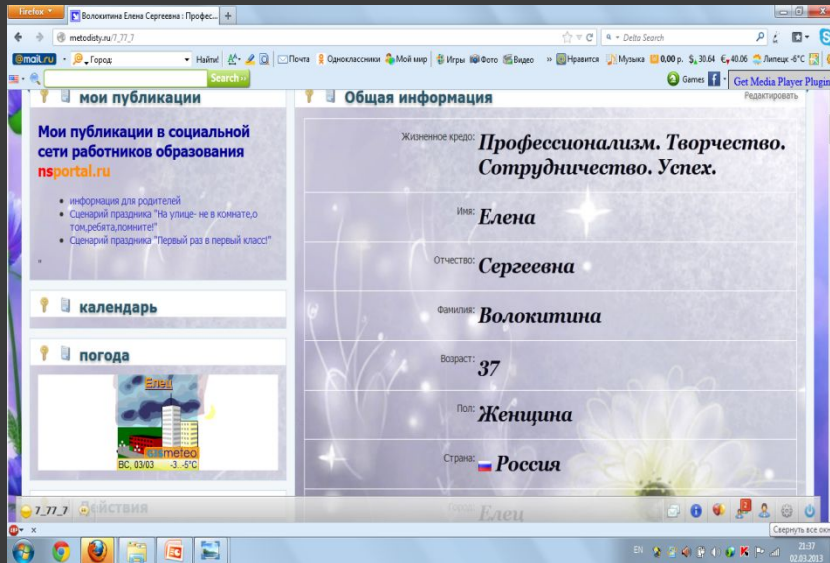 Firefox
Волокитина Елена Сергеевна : Профес...
metodisty.ru/7_77_7
Delta Search
@mail.ru
Город:
Найти!
Почта
Одноклассники
Мой мир
Игры
Фото
Видео
»
Нравится
Музыка
0,00 р.
$ 30.64
€ 40.06
Липецк -6°C
Search
Games
Get Media Player Plugin
мои публикации
Мои публикации в социальной
сети работников образования
nsportal.ru
информация для родителей
Сценарий праздника "На улице- не в комнате,о
том,ребята,помните!"
Сценарий праздника "Первый раз в первый класс!"
календарь
погода
Елец
gismeteo
ВС, 03/03 -3..-5°C
Действия
Общая информация
Редактировать
Жизненное кредо: Профессионализм. Творчество.
Сотрудничество. Успех.
Имя: Елена
Отчество: Сергеевна
Фамилия: Волокитина
Возраст: 37
Пол: Женщина
Страна: Россия
Город: Елец
7_77_7
2
Свернуть все окн
EN
21:37
02.03.2013